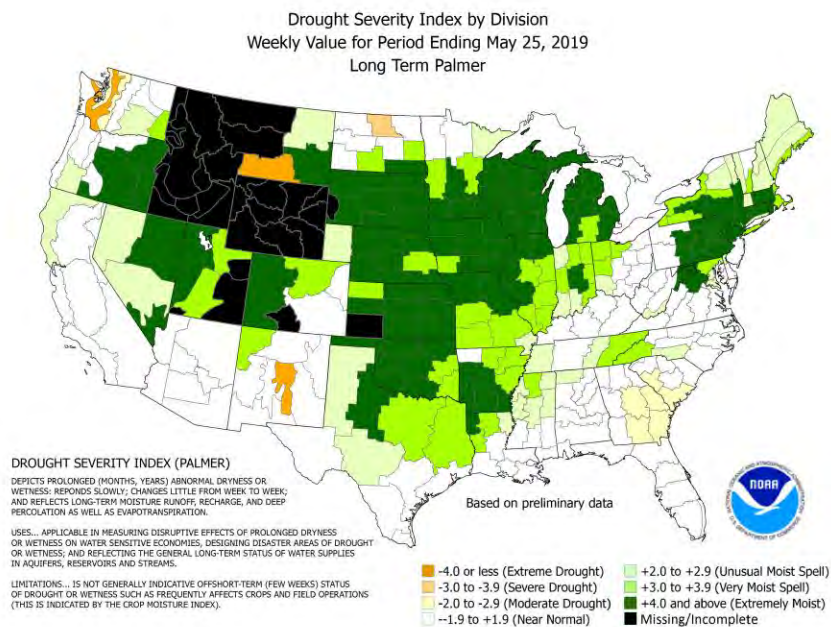 Drought Severity Index by Division
Weekly Value for Period Ending May 25, 2019
Long Term Palmer
DROUGHT SEVERITY INDEX (PALMER)
DEPICTS PROLONGED (MONTHS, YEARS) ABNORMAL DRYNESS OR
WETNESS: REPONDS SLOWLY; CHANGES LITTLE FROM WEEK TO WEEK;
AND REFLECTS LONG-TERM MOISTURE RUNOFF, RECHARGE, AND DEEP
PERCOLATION AS WELL AS EVAPOTRANSPIRATION.
USES... APPLICABLE IN MEASURING DISRUPTIVE EFFECTS OF PROLONGED DRYNESS
OR WETNESS ON WATER SENSITIVE ECONOMIES, DESIGNING DISASTER AREAS OF DROUGHT
OR WETNESS; AND REFLECTING THE GENERAL LONG-TERM STATUS OF WATER SUPPLIES
IN AQUIFERS, RESERVOIRS AND STREAMS.
LIMITATIONS... IS NOT GENERALLY INDICATIVE OFFSHORT-TERM (FEW WEEKS) STATUS
OF DROUGHT OR WETNESS SUCH AS FREQUENTLY AFFECTS CROPS AND FIELD OPERATIONS
(THIS IS INDICATED BY THE CROP MOISTURE INDEX).
Based on preliminary data
NATIONAL OCEANIC AND ATMOSPHERIC ADMINISTRATION
NOAA
U.S. DEPARTMENT OF COMMERCE
-4.0 or less (Extreme Drought)
-3.0 to -3.9 (Severe Drought)
-2.0 to -2.9 (Moderate Drought)
--1.9 to +1.9 (Near Normal)
+2.0 to +2.9 (Unusual Moist Spell)
+3.0 to +3.9 (Very Moist Spell)
+4.0 and above (Extremely Moist)
Missing/Incomplete